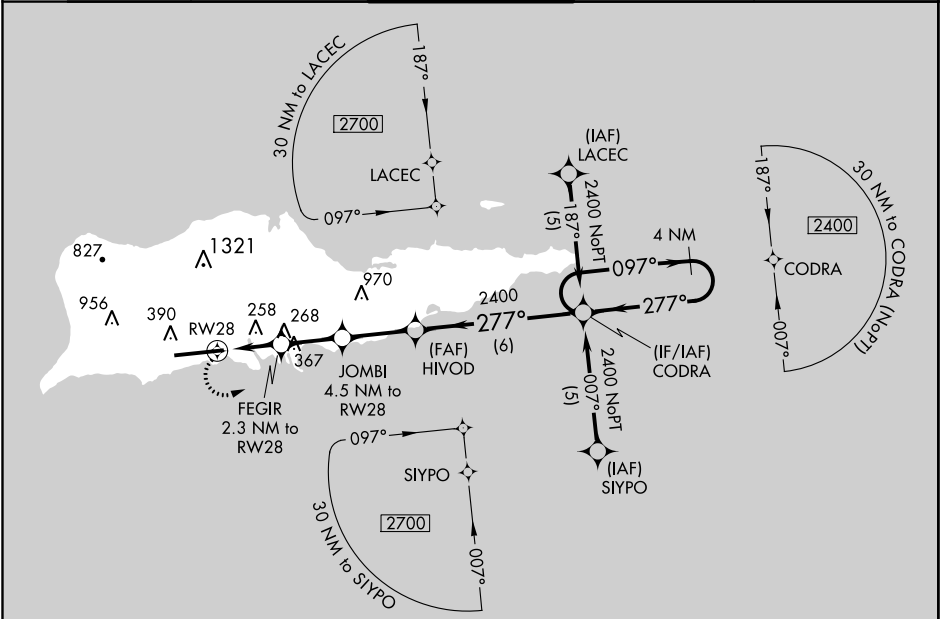 30 NM to LACEC
187°
2700
LACEC
097°
(IAF)
LACEC
2400 NoPT
187°
(5)
4 NM
097°
277°
187°
30 NM to CODRA (NoPT)
2400
CODRA
007°
827
1321
956
390
RW28
258
268
367
970
2400
277°
(6)
(FAF)
HIVOD
JOMBI
4.5 NM to
RW28
FEGIR
2.3 NM to
RW28
(IF/IAF)
CODRA
2400 NoPT
007°
(5)
(IAF)
SIYPO
097°
SIYPO
2700
007°
30 NM to SIYPO